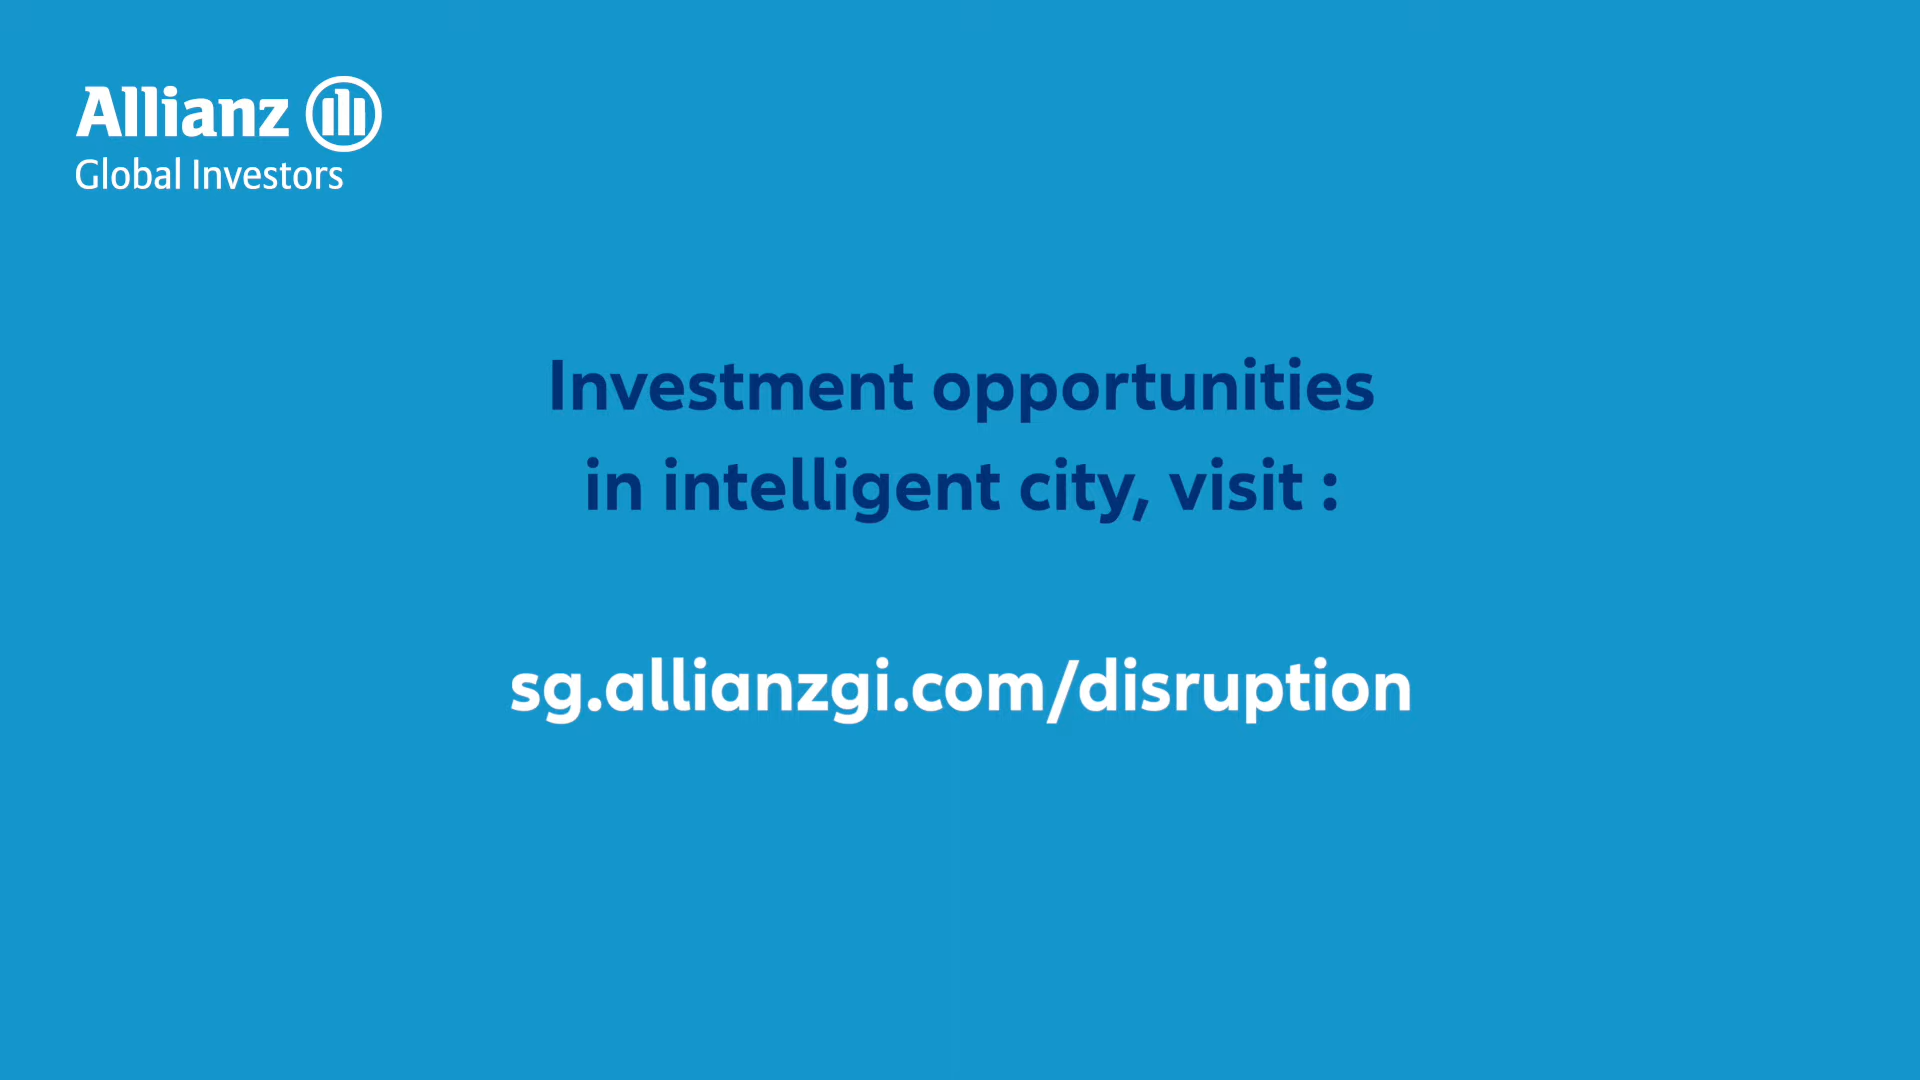 Allianz
Global Investors
Investment opportunities
in intelligent city, visit :
sg.allianzgi.com/disruption